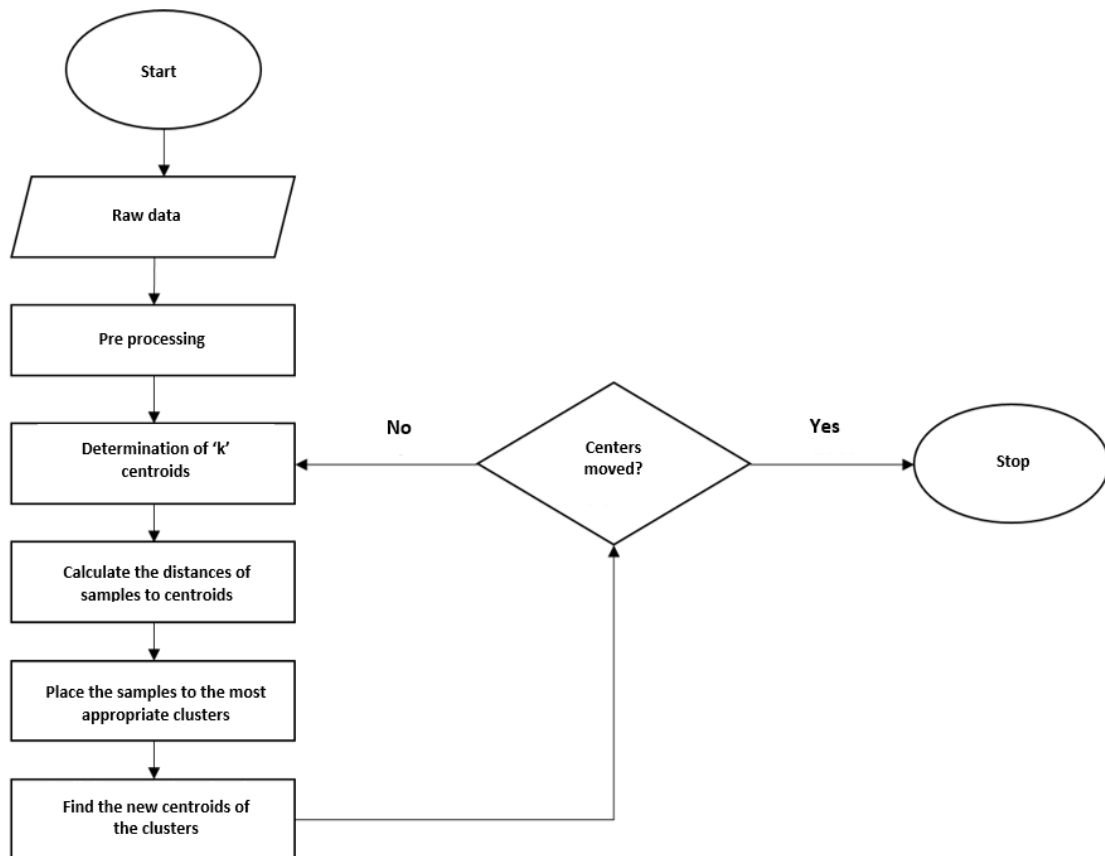 Start
Raw data
Pre processing
Determination of ‘k’
centroids
Calculate the distances of
samples to centroids
Place the samples to the most
appropriate clusters
Find the new centroids of
the clusters
No
Centers
moved?
Yes
Stop